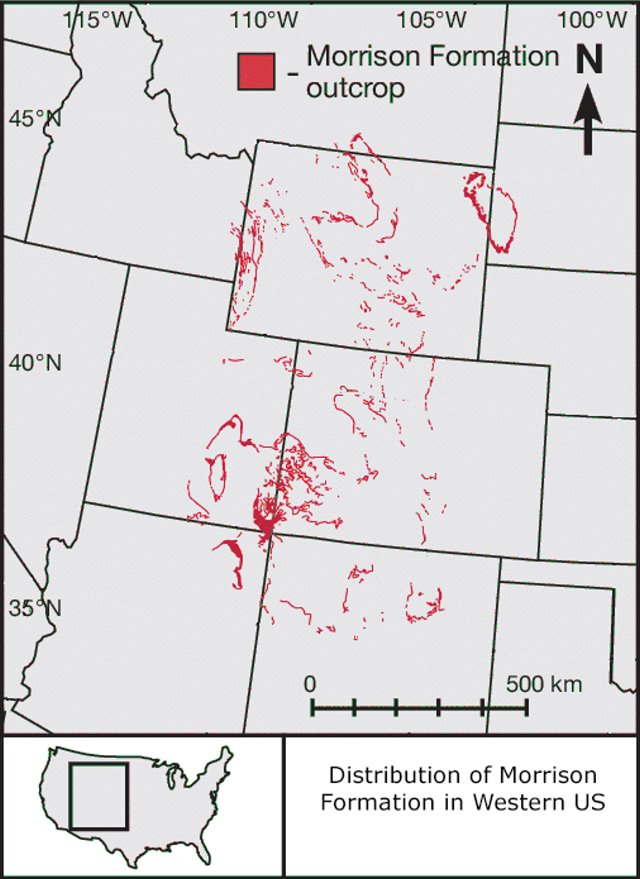 115°W 110°W 105°W 100°W
Morrison Formation
- outcrop
N
45°N
40°N
35°N
0 500 km
Distribution of Morrison
Formation in Western US